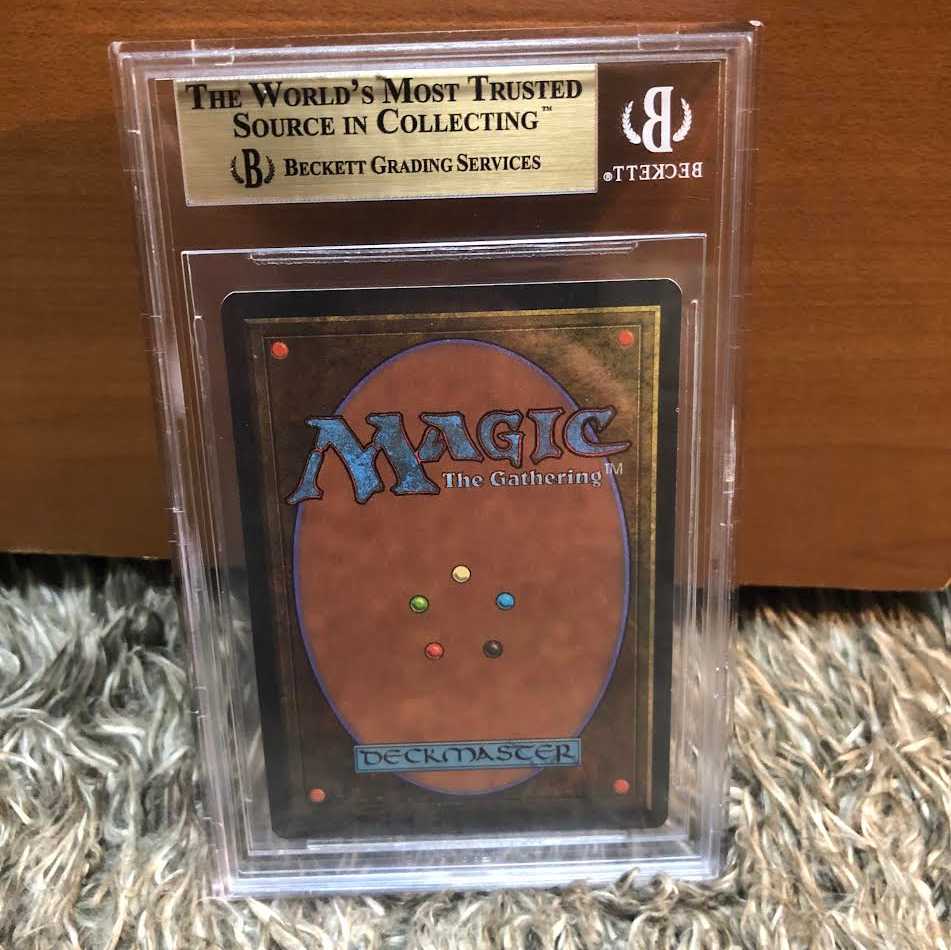 THE WORLD'S MOST TRUSTED
SOURCE IN COLLECTING™
B BECKETT GRADING SERVICES
B
BECKETT®
MAGIC
The Gathering™
DECKMASTER